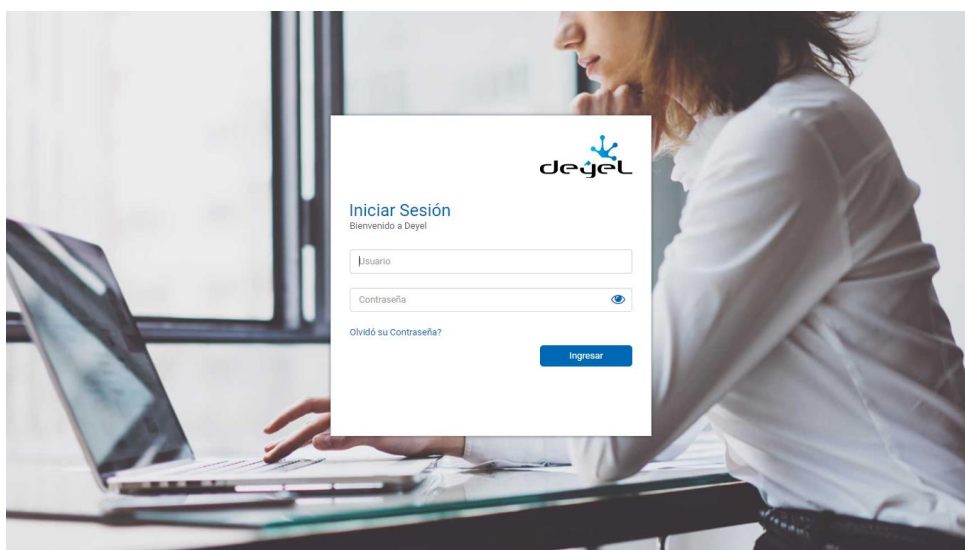 deyel
Iniciar Sesión
Bienvenido a Deyel
Usuario
Contraseña
Olvidó su Contraseña?
Ingresar